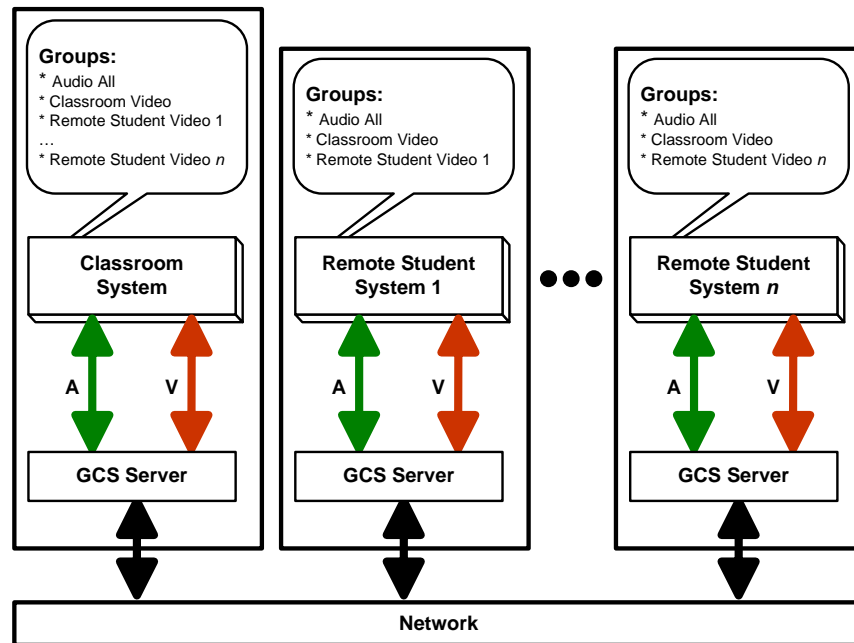 Groups:
* Audio All
* Classroom Video
* Remote Student Video 1
…
* Remote Student Video n
Classroom
System
A
V
GCS Server
Groups:
* Audio All
* Classroom Video
* Remote Student Video 1
Remote Student
System 1
A
V
GCS Server
Groups:
* Audio All
* Classroom Video
* Remote Student Video n
Remote Student
System n
A
V
GCS Server
Network